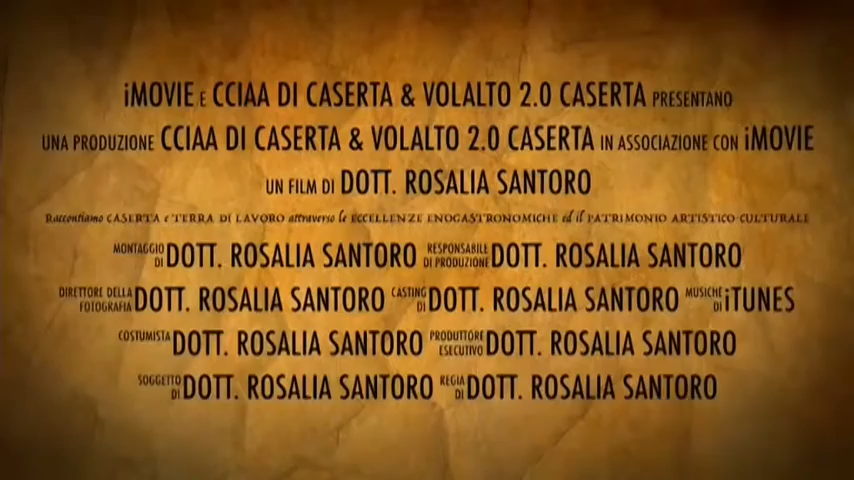 iMOVIE E CCIAA DI CASERTA & VOLALTO 2.0 CASERTA PRESENTANO
UNA PRODUZIONE CCIAA DI CASERTA & VOLALTO 2.0 CASERTA IN ASSOCIAZIONE CON iMOVIE
UN FILM DI DOTT. ROSALIA SANTORO
Raccontiamo CASERTA e TERRA DI LAVORO attraverso le ECCELLENZE ENOGASTRONOMICHE ed il PATRIMONIO ARTISTICO-CULTURALE
MONTAGGIO DI DOTT. ROSALIA SANTORO RESPONSABILE DI PRODUZIONE DOTT. ROSALIA SANTORO
DIRETTORE DELLA FOTOGRAFIA DOTT. ROSALIA SANTORO CASTING DI DOTT. ROSALIA SANTORO MUSICHE DI iTUNES
COSTUMISTA DOTT. ROSALIA SANTORO PRODUTTORE ESECUTIVO DOTT. ROSALIA SANTORO
SOGGETTO DI DOTT. ROSALIA SANTORO REGIA DI DOTT. ROSALIA SANTORO